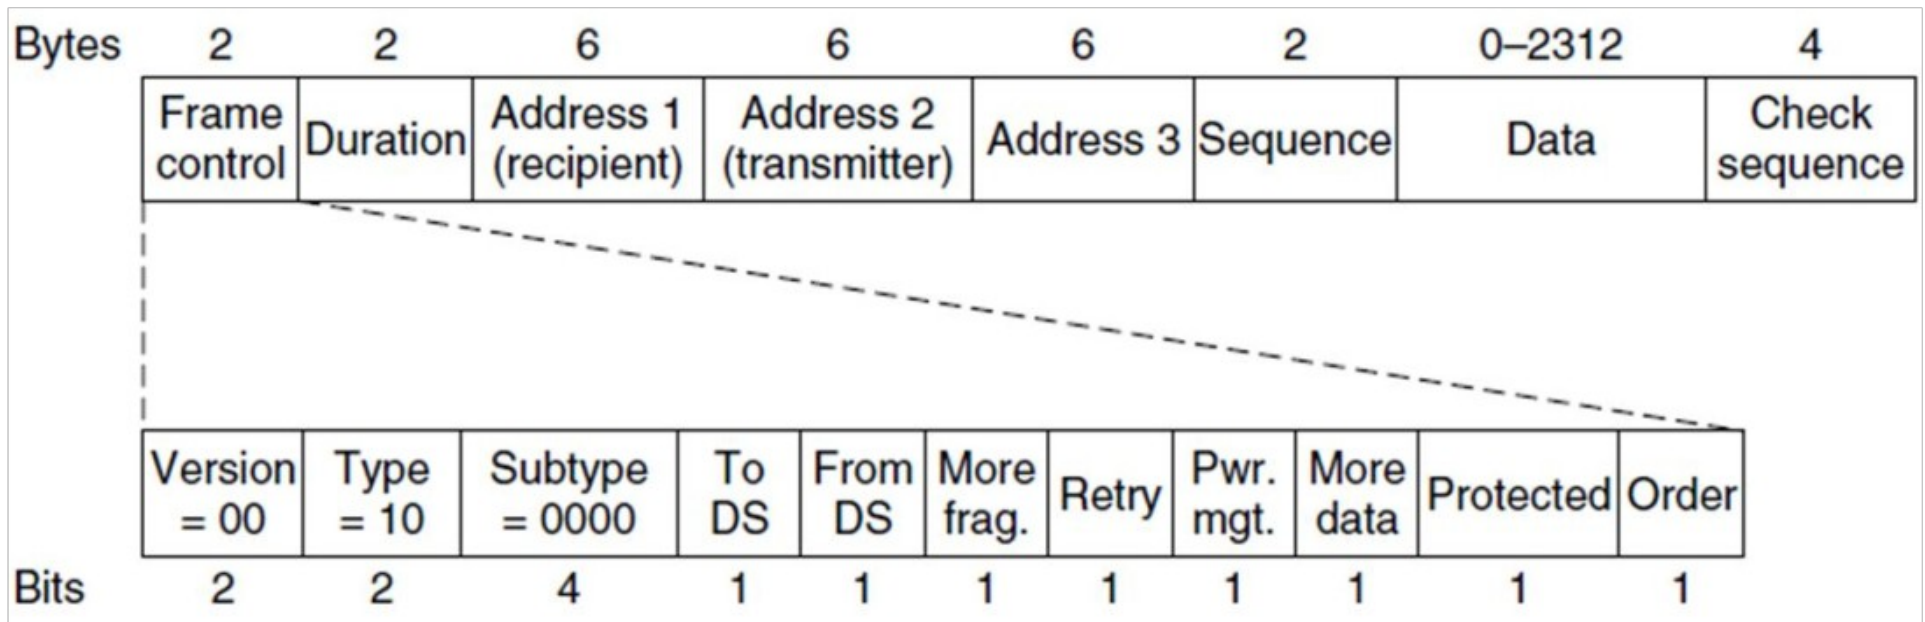 Bytes 2 2 6 6 6 2 0–2312 4
Frame control Duration Address 1 (recipient) Address 2 (transmitter) Address 3 Sequence Data Check sequence
Version = 00 Type = 10 Subtype = 0000 To DS From DS More frag. Retry Pwr. mgt. More data Protected Order
Bits 2 2 4 1 1 1 1 1 1 1 1